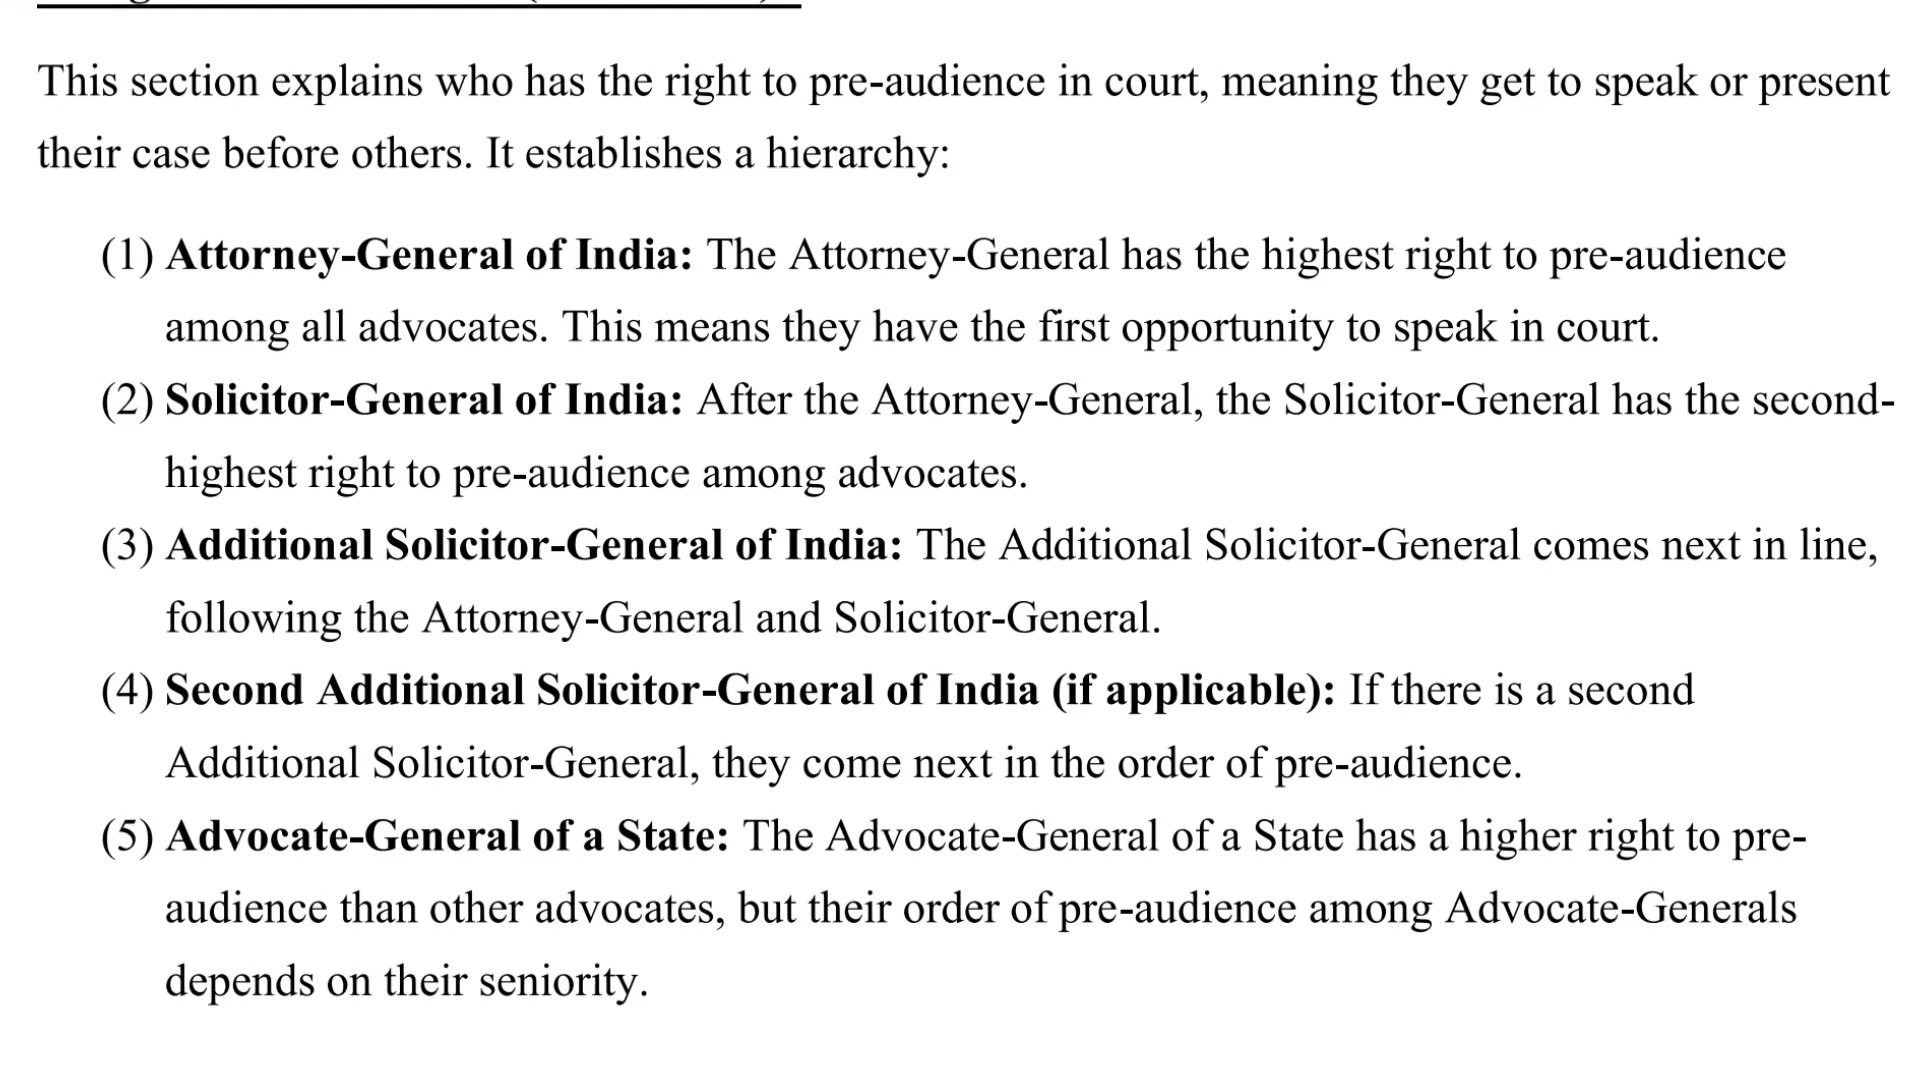 This section explains who has the right to pre-audience in court, meaning they get to speak or present
their case before others. It establishes a hierarchy:
(1) Attorney-General of India: The Attorney-General has the highest right to pre-audience
among all advocates. This means they have the first opportunity to speak in court.
(2) Solicitor-General of India: After the Attorney-General, the Solicitor-General has the second-
highest right to pre-audience among advocates.
(3) Additional Solicitor-General of India: The Additional Solicitor-General comes next in line,
following the Attorney-General and Solicitor-General.
(4) Second Additional Solicitor-General of India (if applicable): If there is a second
Additional Solicitor-General, they come next in the order of pre-audience.
(5) Advocate-General of a State: The Advocate-General of a State has a higher right to pre-
audience than other advocates, but their order of pre-audience among Advocate-Generals
depends on their seniority.